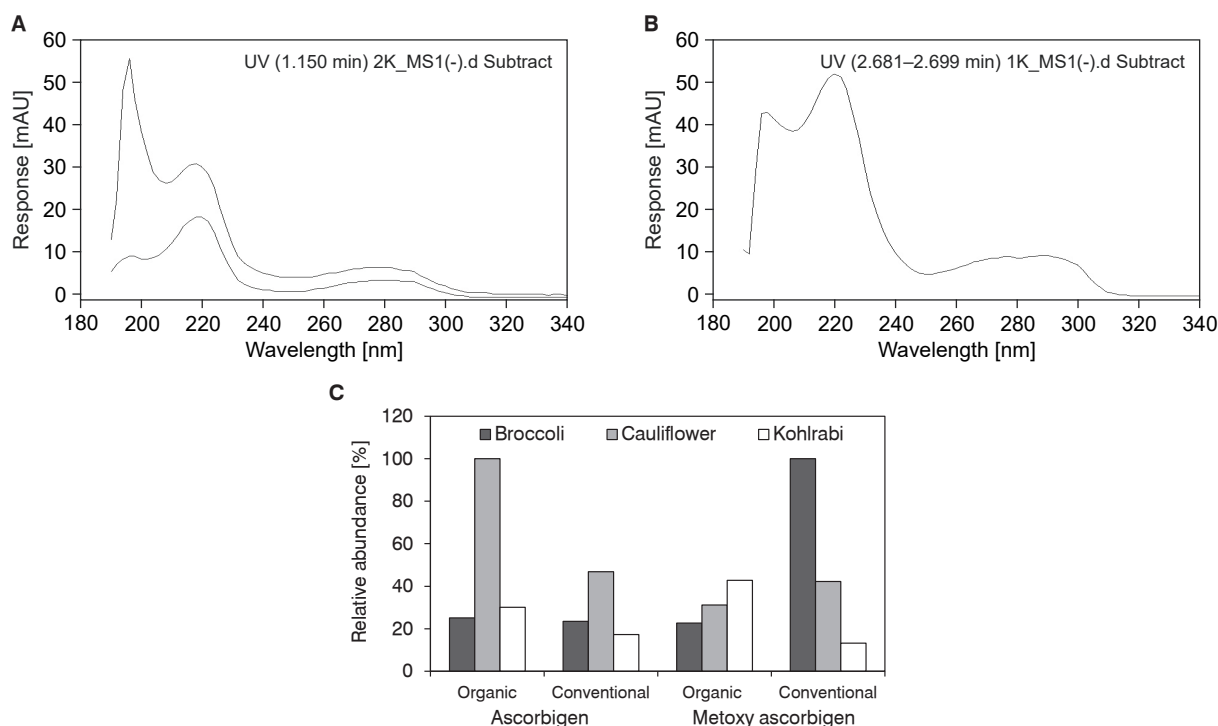 A
UV (1.150 min) 2K_MS1(-).d Subtract
Response [mAU]
60
50
40
30
20
10
0
180 200 220 240 260 280 300 320 340
Wavelength [nm]
B
UV (2.681–2.699 min) 1K_MS1(-).d Subtract
Response [mAU]
60
50
40
30
20
10
0
180 200 220 240 260 280 300 320 340
Wavelength [nm]
C
Relative abundance [%]
120
100
80
60
40
20
0
Broccoli Cauliflower Kohlrabi
Organic Conventional Organic Conventional
Ascorbigen Metoxy ascorbigen